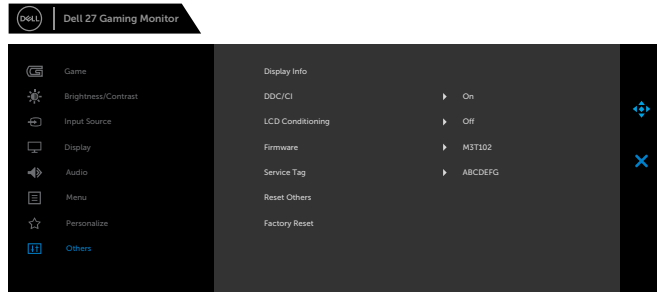 DELL
Dell 27 Gaming Monitor
Game
Display Info
Brightness/Contrast
DDC/CI
On
Input Source
LCD Conditioning
Off
Display
Firmware
M3T102
Audio
Service Tag
ABCDEFG
Menu
Reset Others
Personalize
Factory Reset
Others